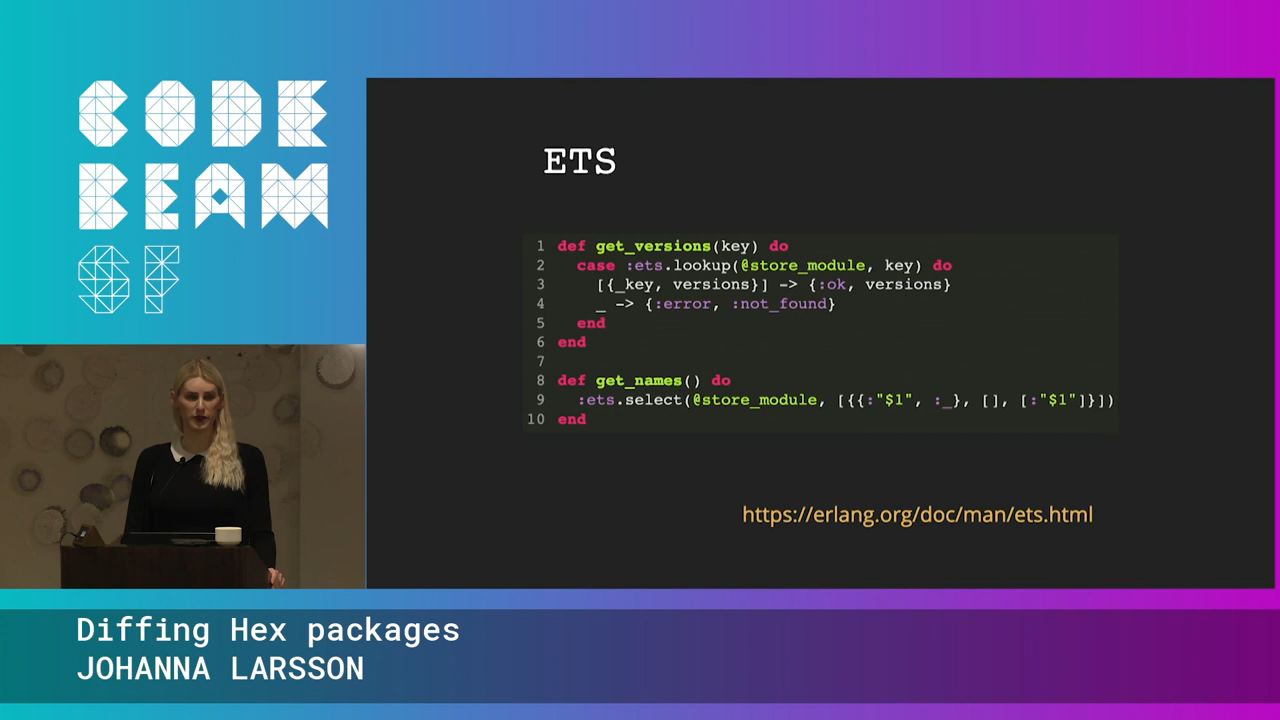 CODE
BEAM
SF
ETS
1 def get_versions(key) do
2 case :ets.lookup(@store_module, key) do
3 [{_key, versions}] -> {:ok, versions}
4 _ -> {:error, :not_found}
5 end
6 end
7
8 def get_names() do
9 :ets.select(@store_module, [{{:"$1", :_}, [], [:"$1"]}])
10 end
https://erlang.org/doc/man/ets.html
Diffing Hex packages
JOHANNA LARSSON